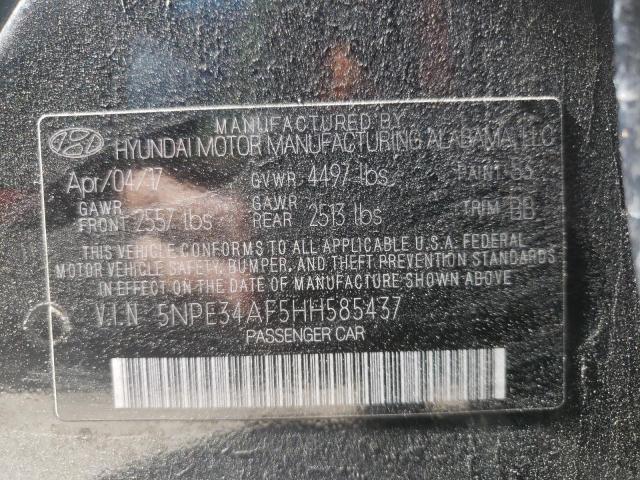 MANUFACTURED BY
HYUNDAI MOTOR MANUFACTURING ALABAMA, LLC
Apr/04/17 GVWR 4497 lbs PAINT S3
GAWR FRONT 2557 lbs GAWR REAR 2513 lbs TRIM BB
THIS VEHICLE CONFORMS TO ALL APPLICABLE U.S.A. FEDERAL
MOTOR VEHICLE SAFETY, BUMPER, AND THEFT PREVENTION STANDARDS
IN EFFECT ON THE DATE OF MANUFACTURE SHOWN ABOVE
V.I.N 5NPE34AF5HH585437
PASSENGER CAR